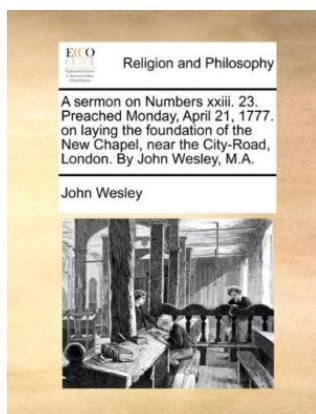 ECCO
Religion and Philosophy
A sermon on Numbers xxiii. 23.
Preached Monday, April 21, 1777.
on laying the foundation of the
New Chapel, near the City-Road,
London. By John Wesley, M.A.
John Wesley